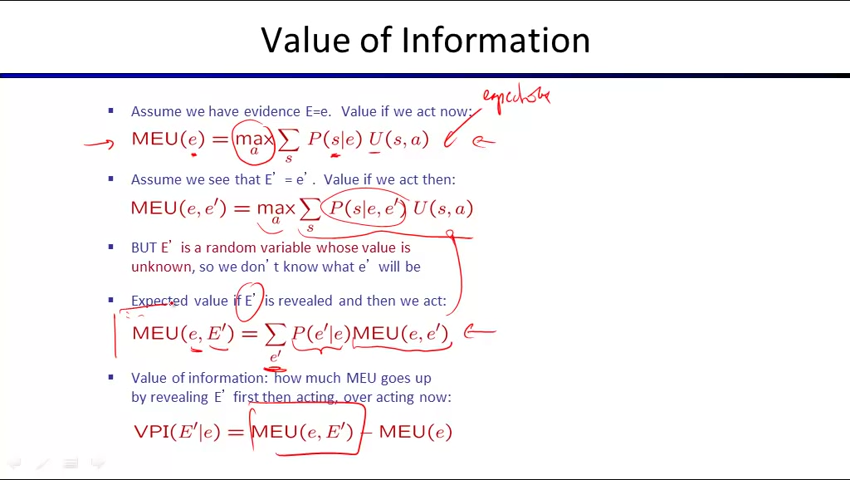 Value of Information
Assume we have evidence E=e. Value if we act now:
MEU(e) = max_a ∑_s P(s|e) U(s, a)
Assume we see that E' = e'. Value if we act then:
MEU(e, e') = max_a ∑_s P(s|e, e') U(s, a)
BUT E' is a random variable whose value is
unknown, so we don't know what e' will be
Expected value if E' is revealed and then we act:
MEU(e, E') = ∑_e' P(e'|e)MEU(e, e')
Value of information: how much MEU goes up
by revealing E' first then acting, over acting now:
VPI(E'|e) = MEU(e, E') − MEU(e)